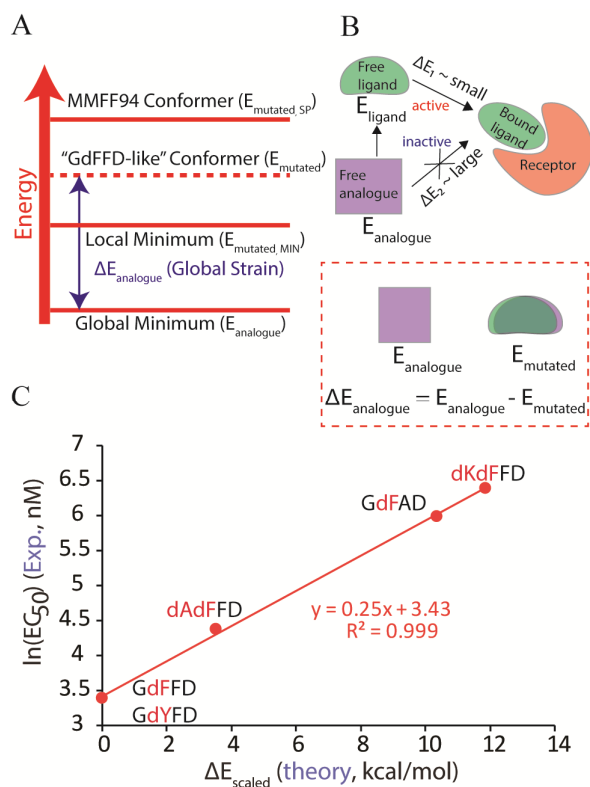 A
Energy
MMFF94 Conformer (Emutated, SP)
"GdFFD-like" Conformer (Emutated)
Local Minimum (Emutated, MIN)
ΔEanalogue (Global Strain)
Global Minimum (Eanalogue)
B
Free
ligand
Eligand
ΔE1 ~ small
active
inactive
ΔE2 ~ large
Free
analogue
Eanalogue
Bound
ligand
Receptor
Eanalogue
Emutated
ΔEanalogue = Eanalogue - Emutated
C
ln(EC50) (Exp., nM)
7
6.5
6
5.5
5
4.5
4
3.5
3
dKdFFD
GdFAD
dAdFFD
y = 0.25x + 3.43
R² = 0.999
GdFFD
GdYFD
0 2 4 6 8 10 12 14
ΔEscaled (theory, kcal/mol)